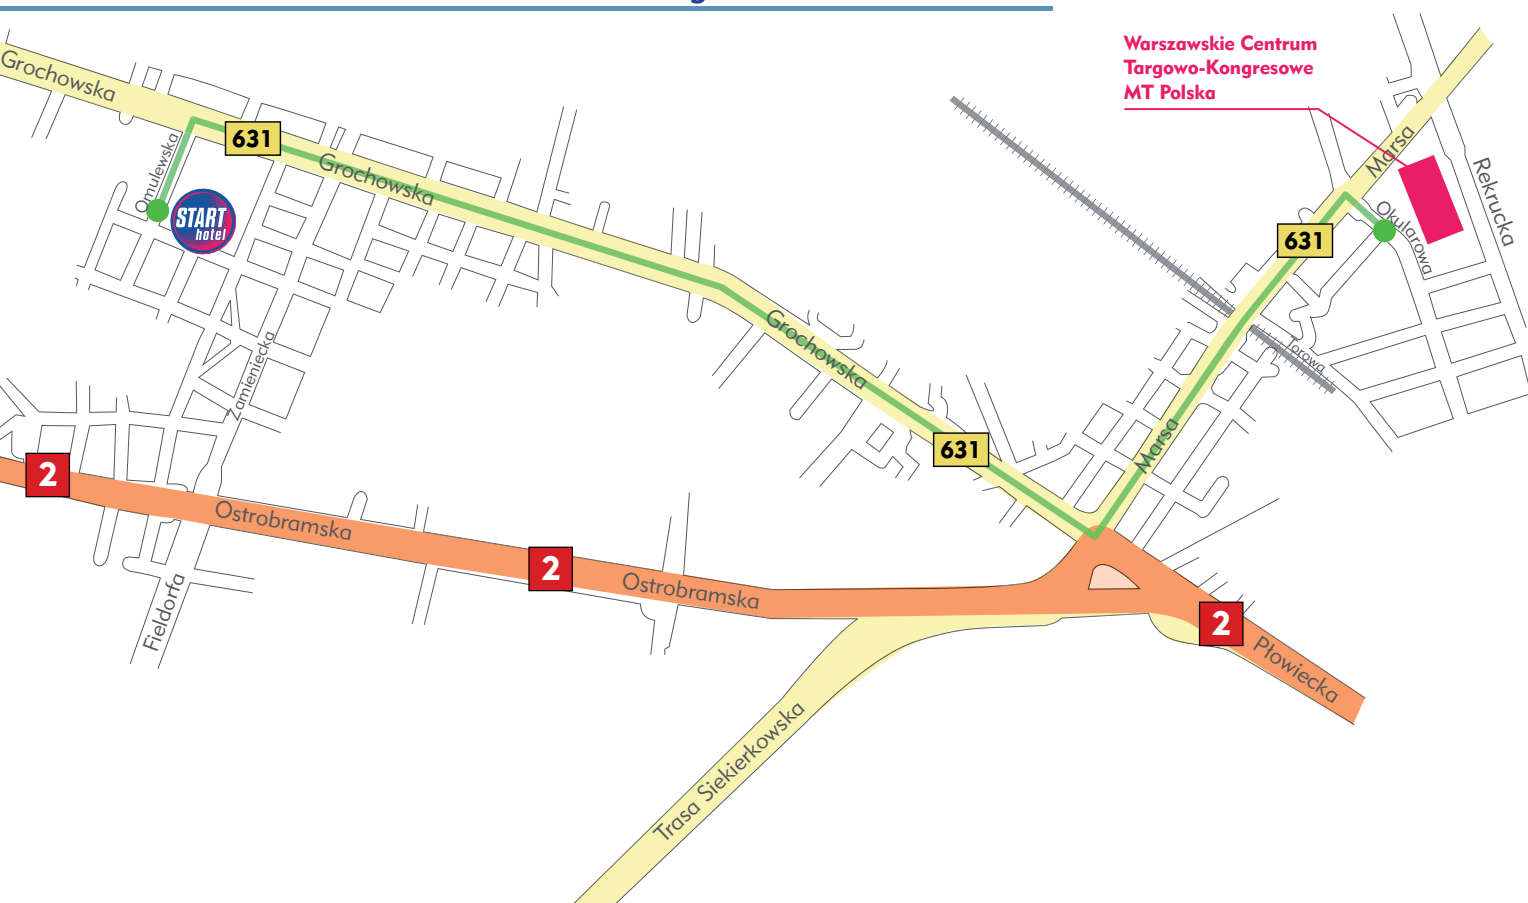 Warszawskie Centrum
Targowo-Kongresowe
MT Polska
Grochowska
Omulewska
631
START
hotel
Grochowska
Grochowska
Marsa
Rekrucka
Okularowa
631
Torowa
Zamieniecka
Marsa
631
2
Ostrobramska
2
Ostrobramska
Fieldorfa
2
Płowiecka
Trasa Siekierkowska